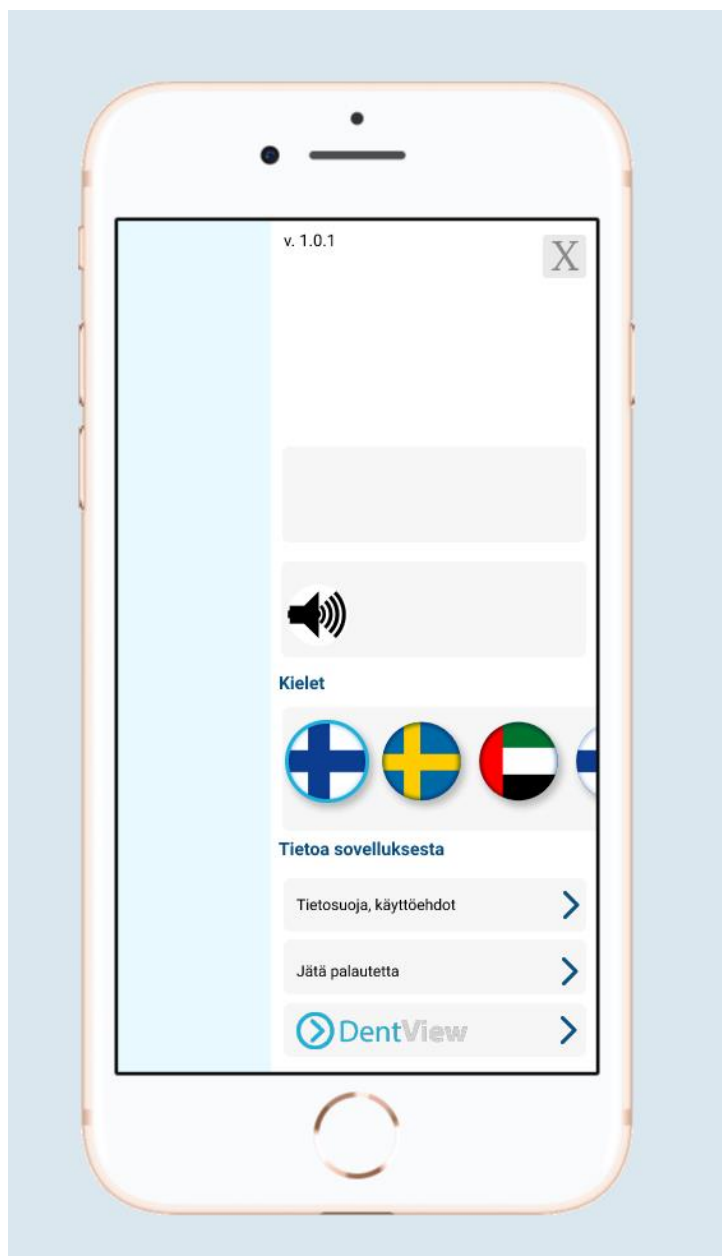 v. 1.0.1
X
Kielet
Tietoa sovelluksesta
Tietosuoja, käyttöehdot
Jätä palautetta
DentView